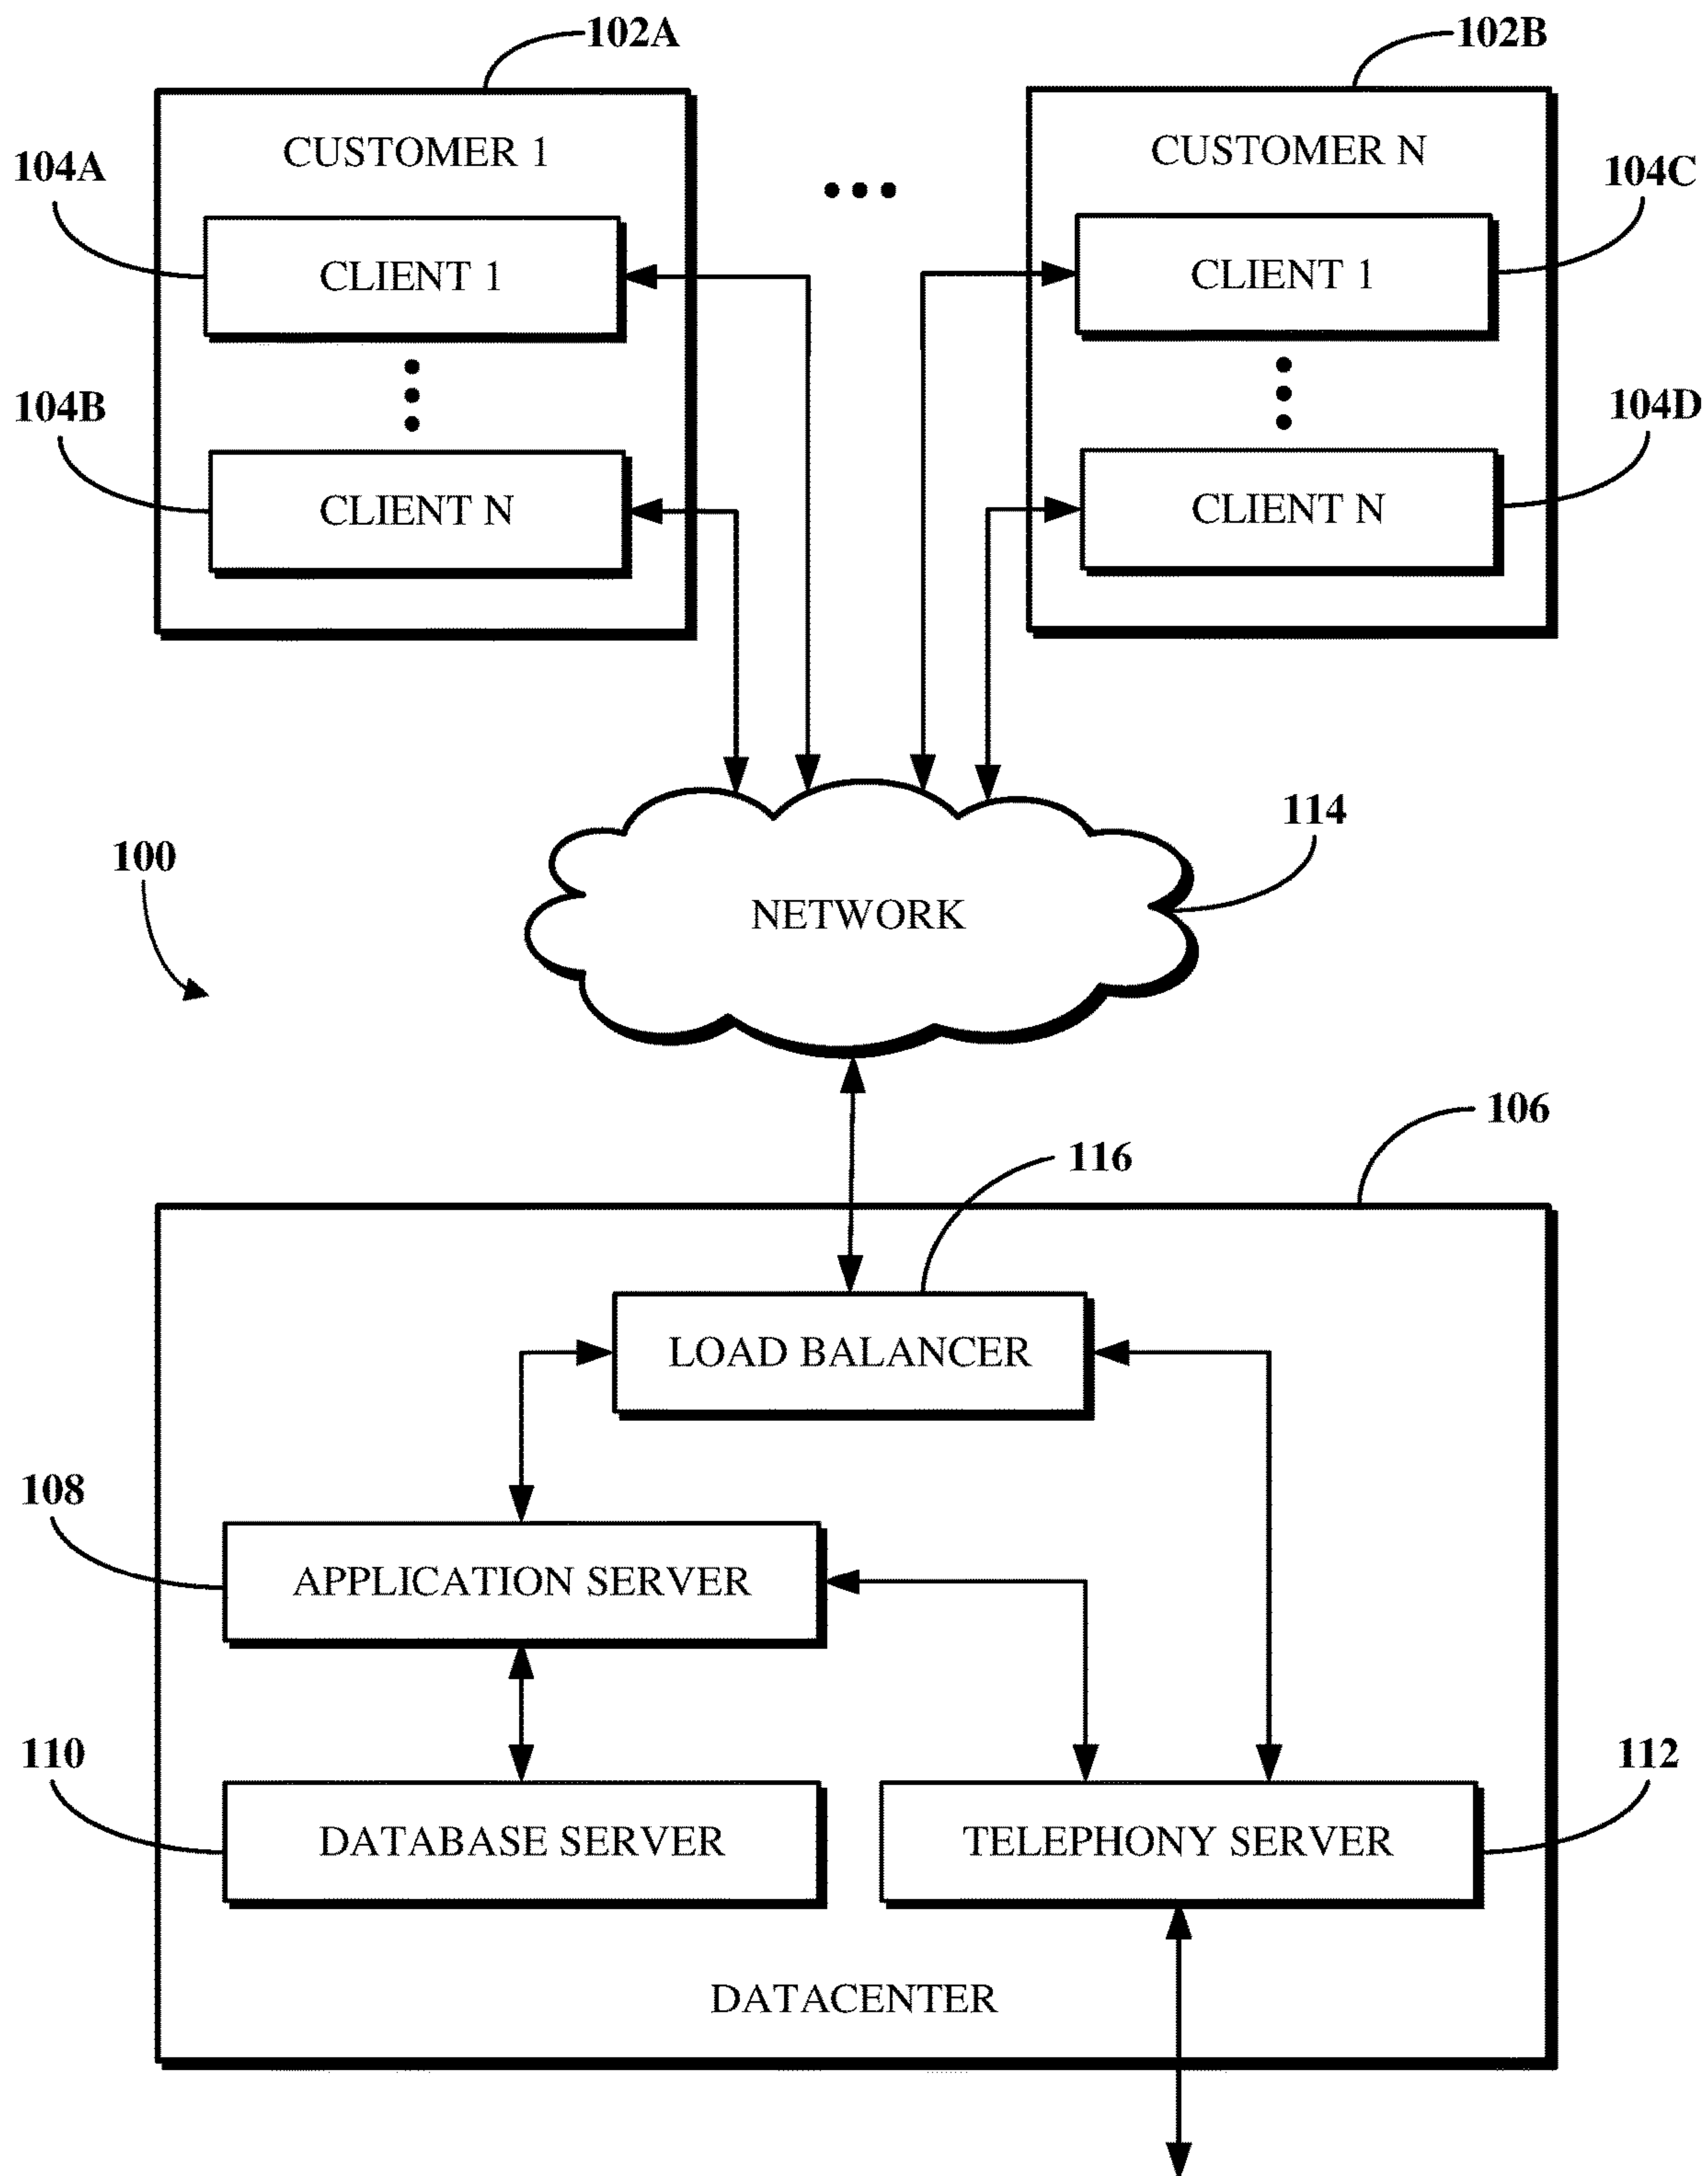 102A
102B
CUSTOMER 1
CUSTOMER N
104A
104C
CLIENT 1
CLIENT 1
104B
104D
CLIENT N
CLIENT N
114
100
NETWORK
106
116
LOAD BALANCER
108
APPLICATION SERVER
110
112
DATABASE SERVER
TELEPHONY SERVER
DATACENTER